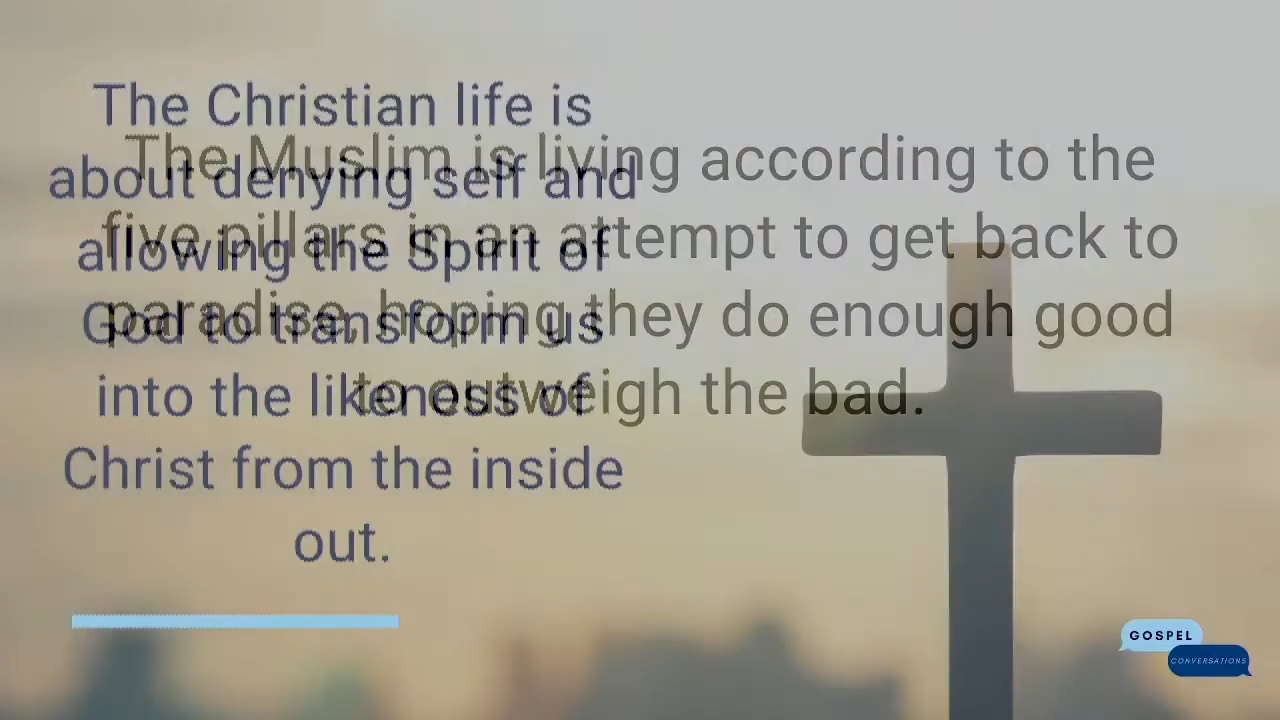 The Christian life is
about denying self and
allowing the Spirit of
God to transform us
into the likeness of
Christ from the inside
out.
The Muslim is living according to the
five pillars in an attempt to get back to
paradise, hoping they do enough good
to outweigh the bad.
GOSPEL
CONVERSATIONS